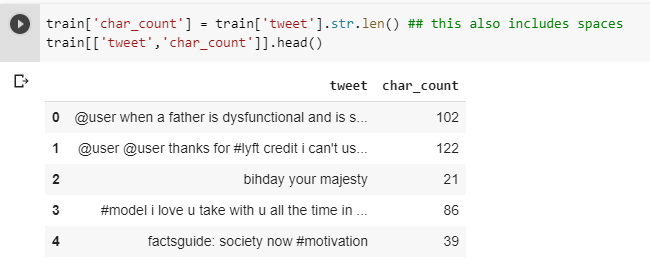 train['char_count'] = train['tweet'].str.len() ## this also includes spaces
train[['tweet','char_count']].head()
tweet char_count
0 @user when a father is dysfunctional and is s... 102
1 @user @user thanks for #lyft credit i can't us... 122
2 bihday your majesty 21
3 #model i love u take with u all the time in ... 86
4 factsguide: society now #motivation 39